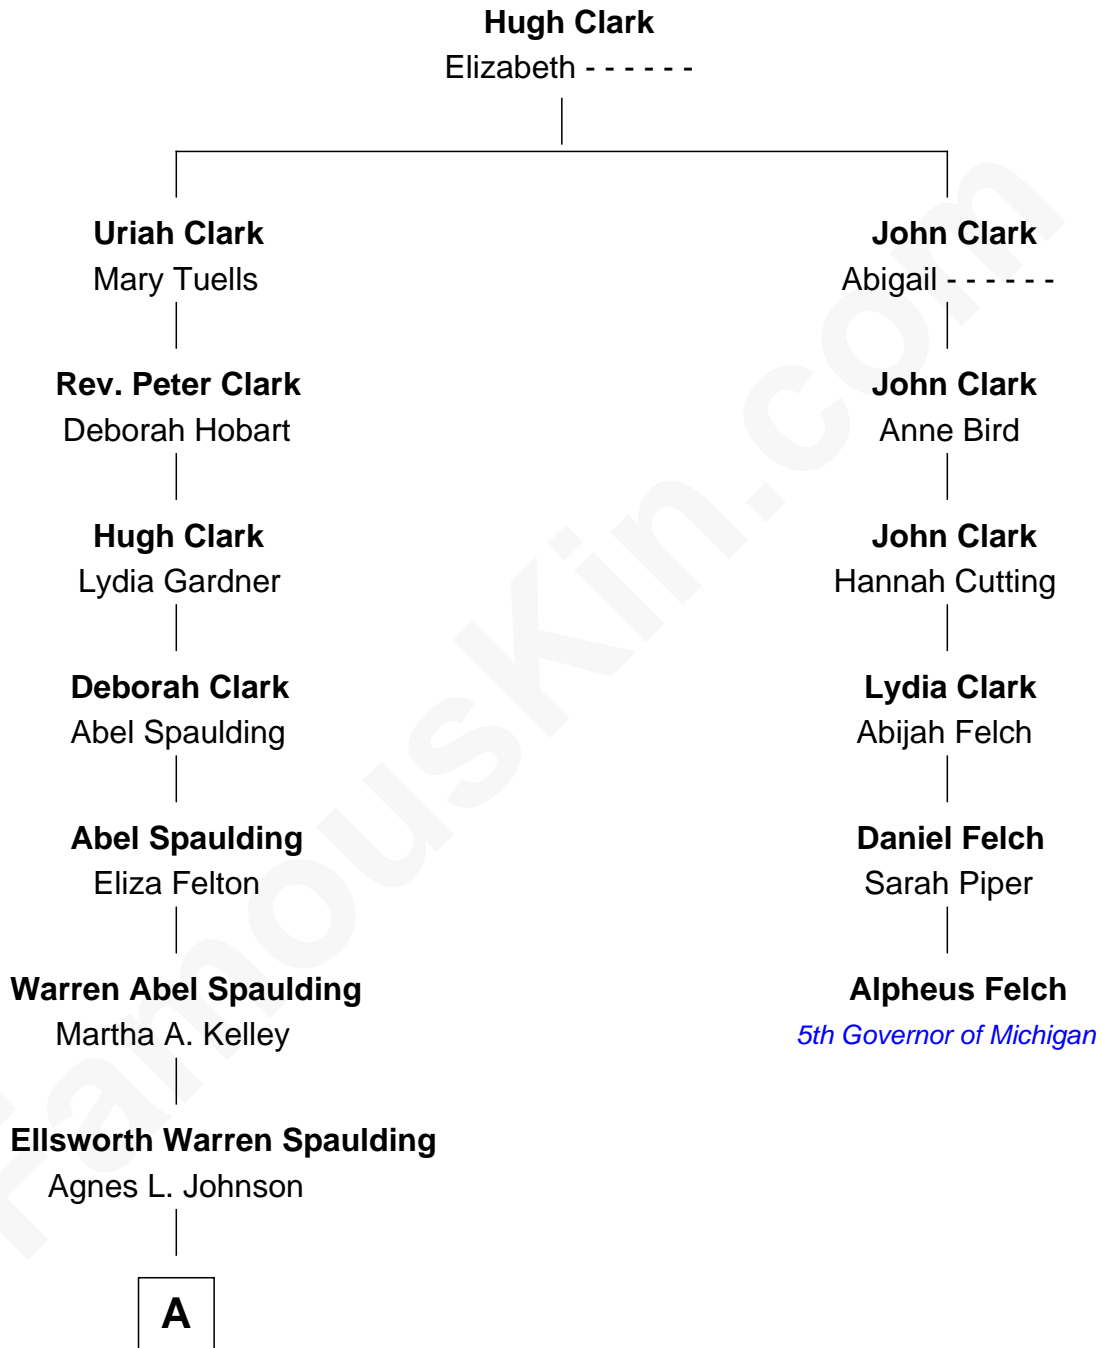 Hugh Clark
Elizabeth - - - - - -
Uriah Clark
Mary Tuells
John Clark
Abigail - - - - - -
Rev. Peter Clark
Deborah Hobart
John Clark
Anne Bird
Hugh Clark
Lydia Gardner
John Clark
Hannah Cutting
Deborah Clark
Abel Spaulding
Lydia Clark
Abijah Felch
Abel Spaulding
Eliza Felton
Daniel Felch
Sarah Piper
Warren Abel Spaulding
Martha A. Kelley
Alpheus Felch
5th Governor of Michigan
Ellsworth Warren Spaulding
Agnes L. Johnson
A
FamousKin.com